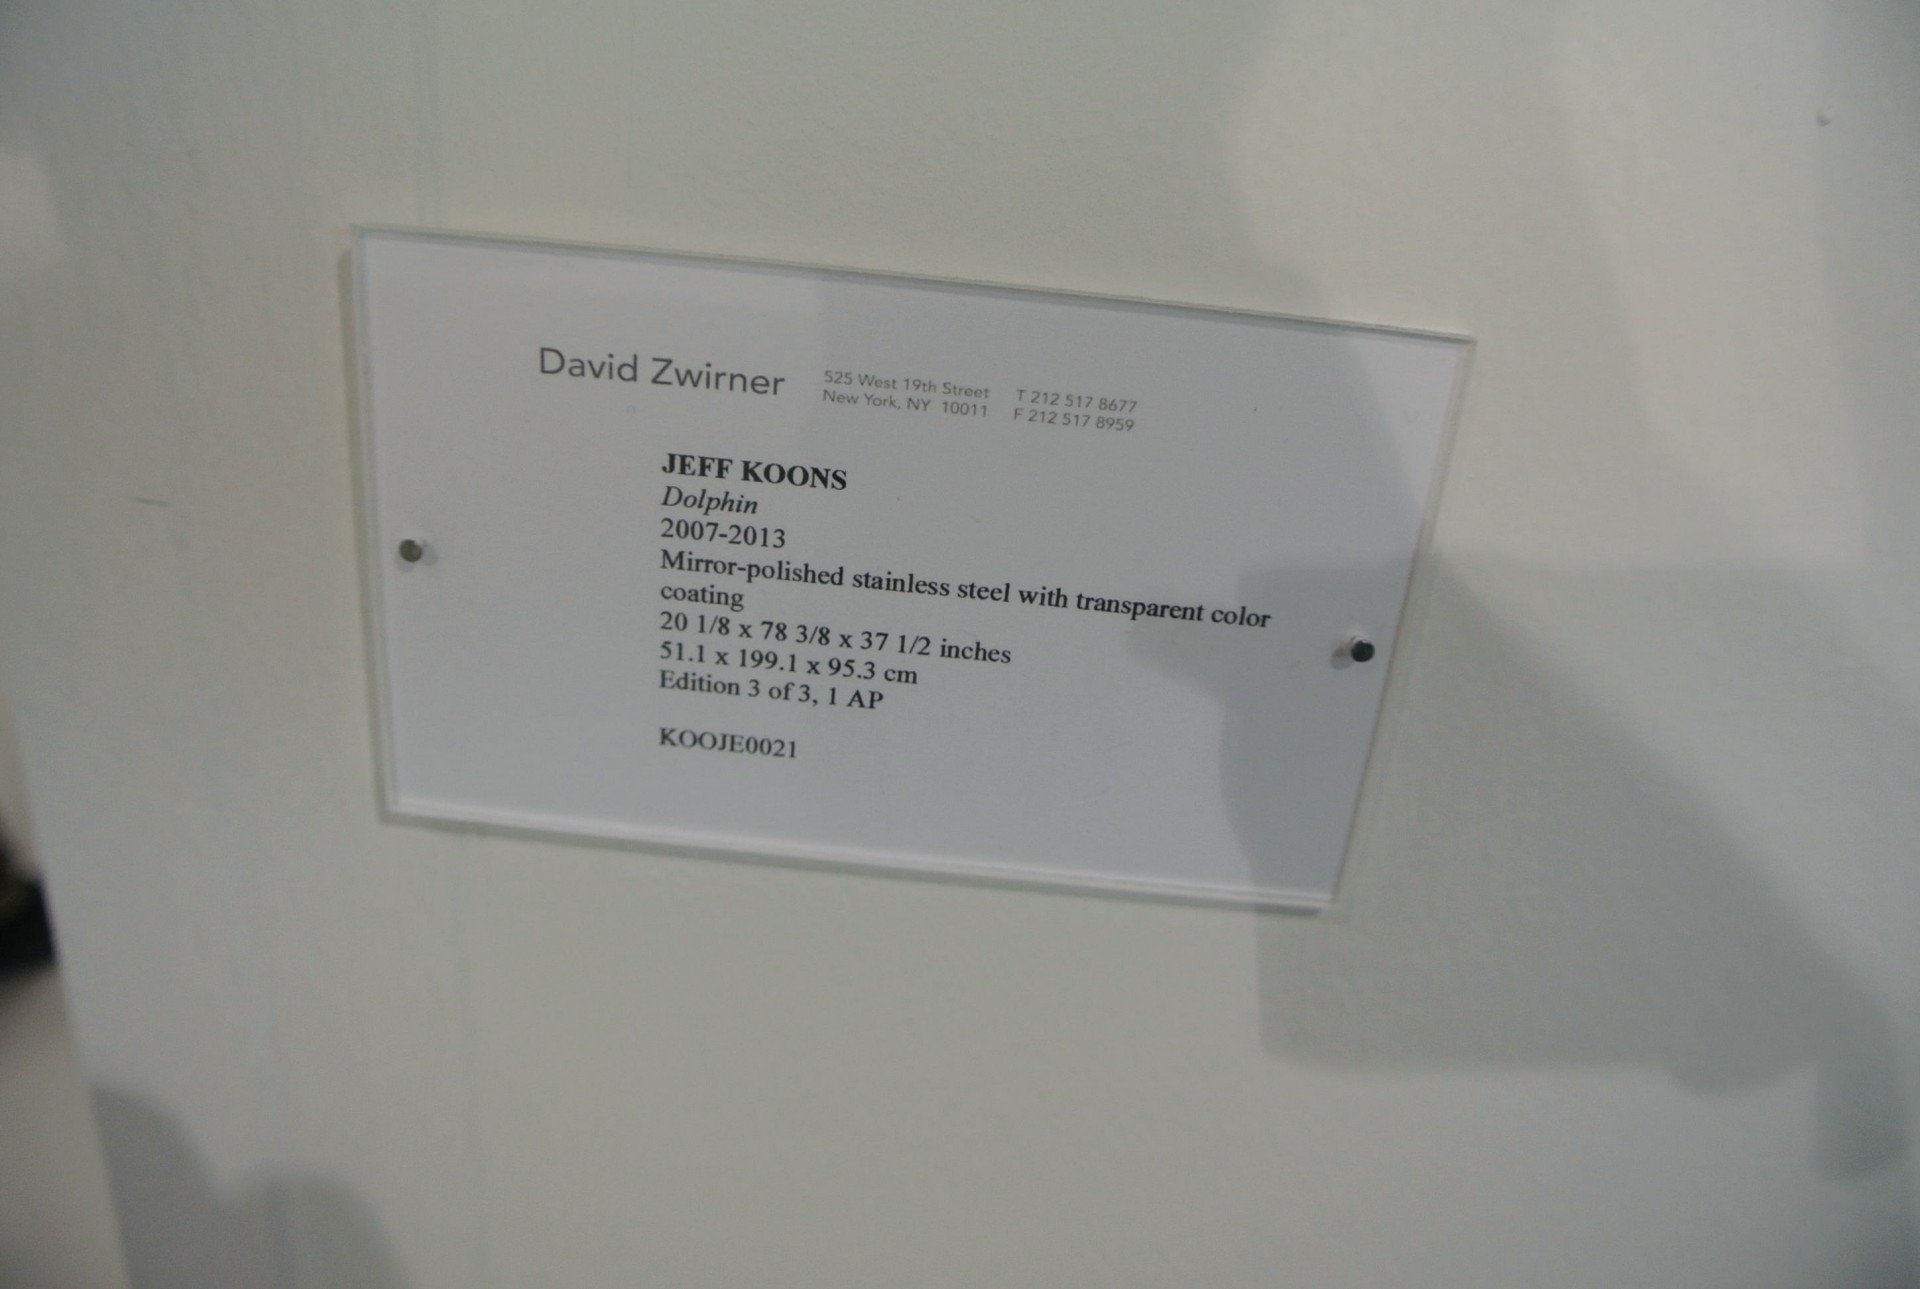 David Zwirner
525 West 19th Street
New York, NY 10011
T 212 517 8677
F 212 517 8959
JEFF KOONS
Dolphin
2007-2013
Mirror-polished stainless steel with transparent color
coating
20 1/8 x 78 3/8 x 37 1/2 inches
51.1 x 199.1 x 95.3 cm
Edition 3 of 3, 1 AP
KOOJE0021